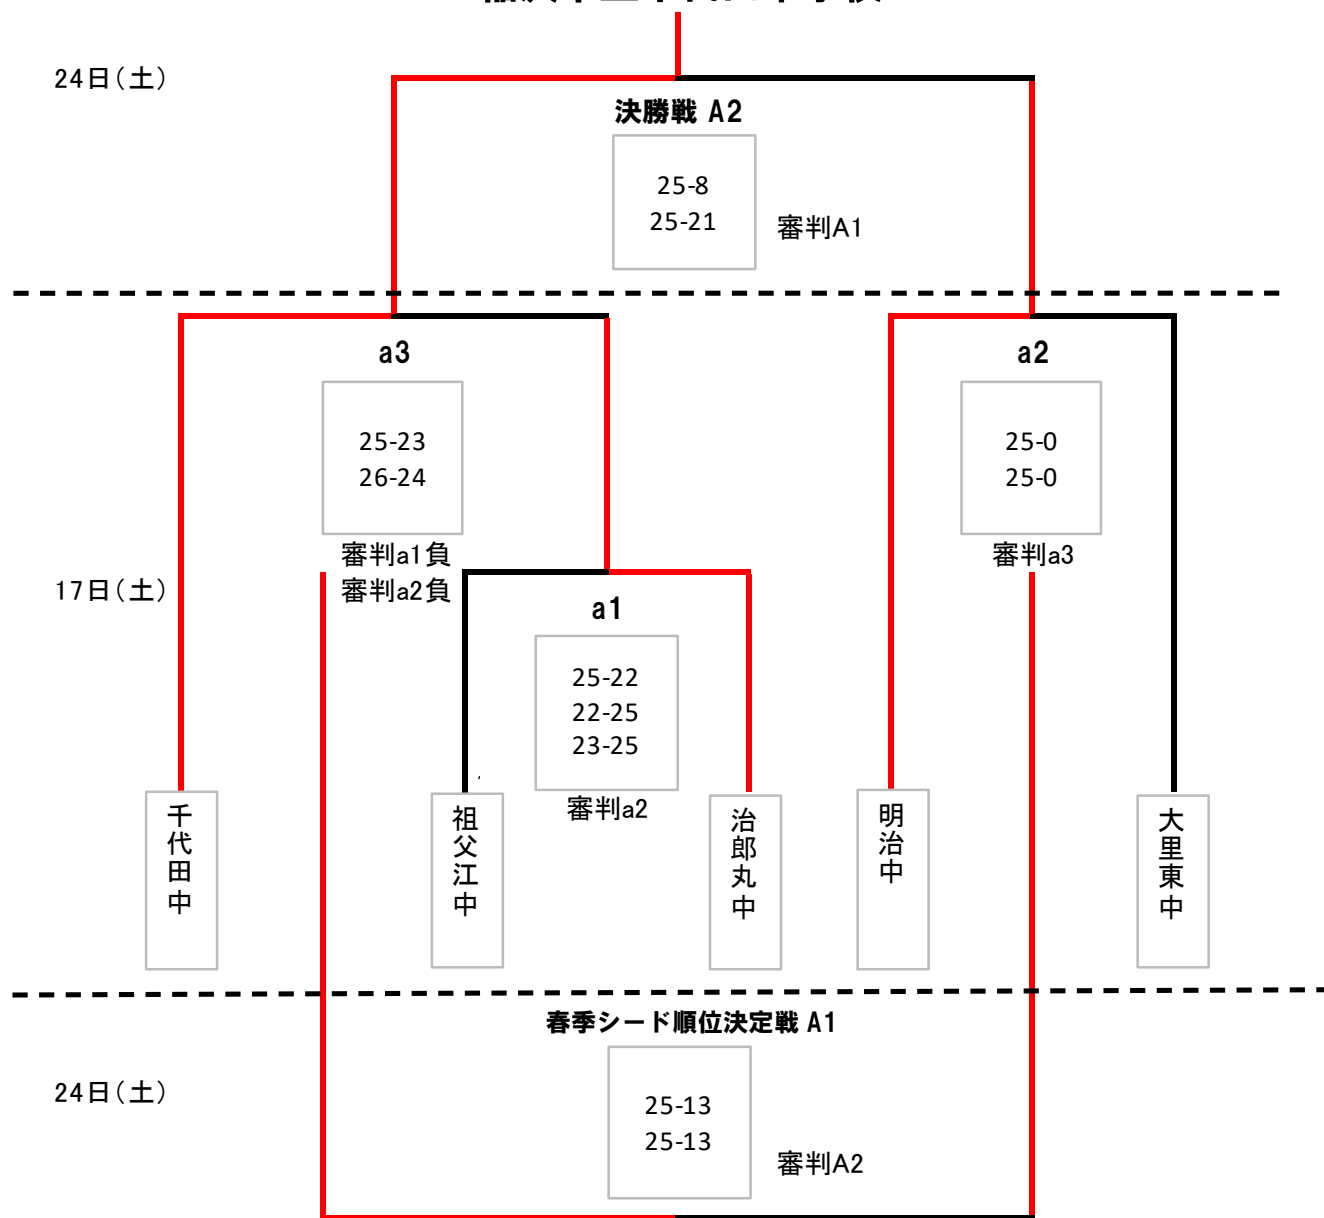 24日(土)
決勝戦 A2
25-8
25-21
審判A1
a3
25-23
26-24
審判a1負
審判a2負
a2
25-0
25-0
審判a3
17日(土)
a1
25-22
22-25
23-25
審判a2
千代田中
祖父江中
治郎丸中
明治中
大里東中
春季シード順位決定戦 A1
24日(土)
25-13
25-13
審判A2